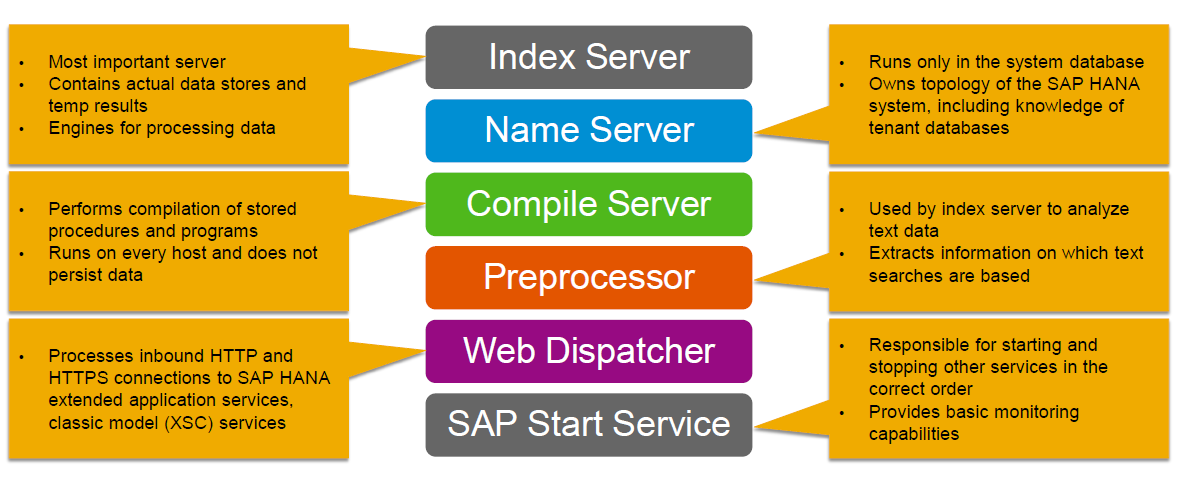 Index Server
• Most important server
• Contains actual data stores and
temp results
• Engines for processing data
Name Server
• Runs only in the system database
• Owns topology of the SAP HANA
system, including knowledge of
tenant databases
Compile Server
• Performs compilation of stored
procedures and programs
• Runs on every host and does not
persist data
Preprocessor
• Used by index server to analyze
text data
• Extracts information on which text
searches are based
Web Dispatcher
• Processes inbound HTTP and
HTTPS connections to SAP HANA
extended application services,
classic model (XSC) services
SAP Start Service
• Responsible for starting and
stopping other services in the
correct order
• Provides basic monitoring
capabilities